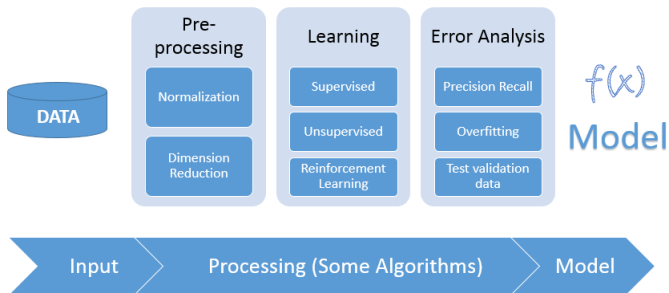 DATA
Pre-
processing
Normalization
Dimension
Reduction
Learning
Supervised
Unsupervised
Reinforcement
Learning
Error Analysis
Precision Recall
Overfitting
Test validation
data
f(x)
Model
Input
Processing (Some Algorithms)
Model